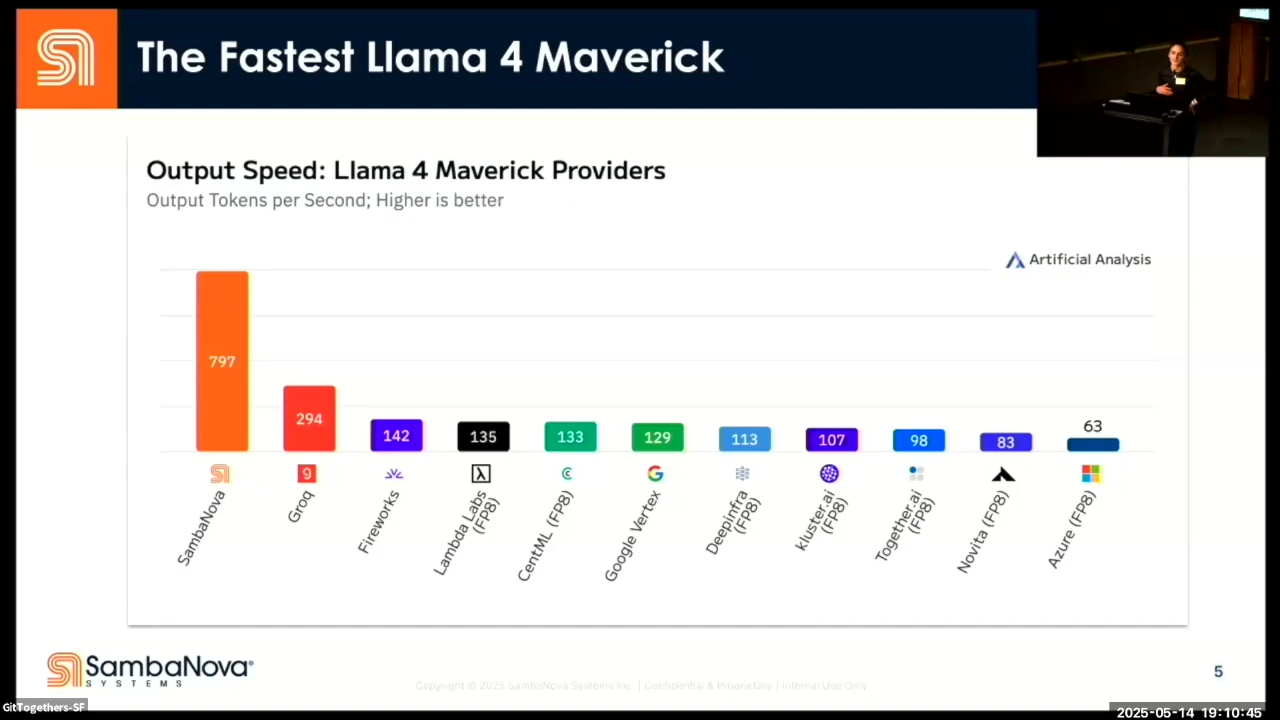 The Fastest Llama 4 Maverick
Output Speed: Llama 4 Maverick Providers
Output Tokens per Second; Higher is better
Artificial Analysis
797
294
142
135
133
129
113
107
98
83
63
9
λ
SambaNova
Groq
Fireworks
Lambda Labs
(FP8)
CentML (FP8)
Google Vertex
Deepinfra
(FP8)
kluster.ai
(FP8)
Together.ai
(FP8)
Novita (FP8)
Azure (FP8)
SambaNova®
SYSTEMS
Copyright © 2025 SambaNova Systems Inc. | Confidential & Proprietary | Internal Use Only
5
GitTogethers-SF
2025-05-14 19:10:45